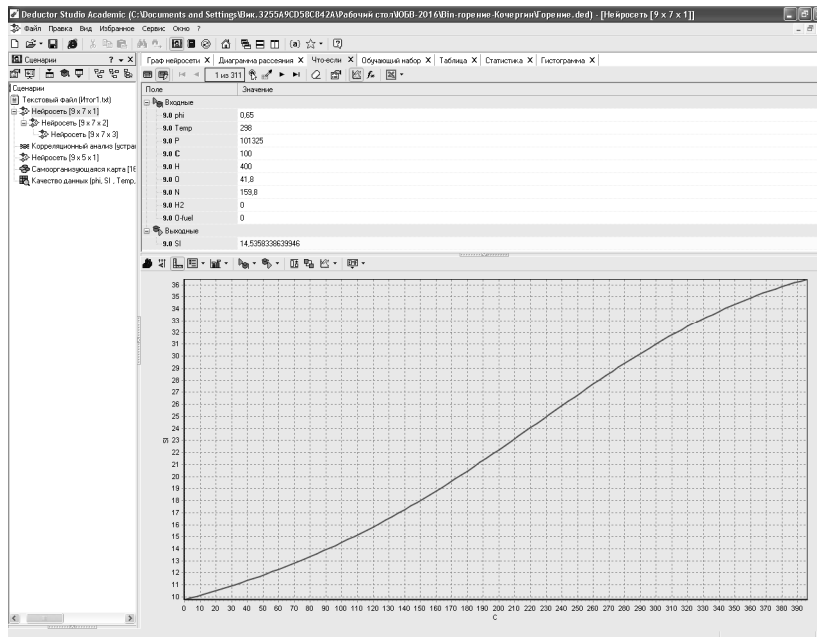 Deductor Studio Academic (C:\Documents and Settings\Вик.3255A9CD58C842A\Рабочий стол\ЮБВ-2016\Вin-горение-Кочергин\Горение.ded) - [Нейросеть [9 x 7 x 1]]
Файл Правка Вид Избранное Сервис Окно ?
Сценарии
Граф нейросети X Диаграмма рассеяния X Что-если X Обучающий набор X Таблица X Статистика X Гистограмма X
1 из 311
Сценарии
Текстовый файл (Итог1.txt)
Нейросеть [9 x 7 x 1]
Нейросеть [9 x 7 x 2]
Нейросеть [9 x 7 x 3]
Корреляционный анализ (устра
Нейросеть [9 x 5 x 1]
Самоорганизующаяся карта [16
Качество данных (phi, SI , Temp,
Поле Значение
Входные
9.0 phi 0,65
9.0 Temp 298
9.0 P 101325
9.0 C 100
9.0 H 400
9.0 O 41,8
9.0 N 159,8
9.0 H2 0
9.0 O-fuel 0
Выходные
9.0 SI 14,5358338639946
36
35
34
33
32
31
30
29
28
27
26
25
24
SI 23
22
21
20
19
18
17
16
15
14
13
12
11
10
0 10 20 30 40 50 60 70 80 90 100 110 120 130 140 150 160 170 180 190 200 210 220 230 240 250 260 270 280 290 300 310 320 330 340 350 360 370 380 390
C